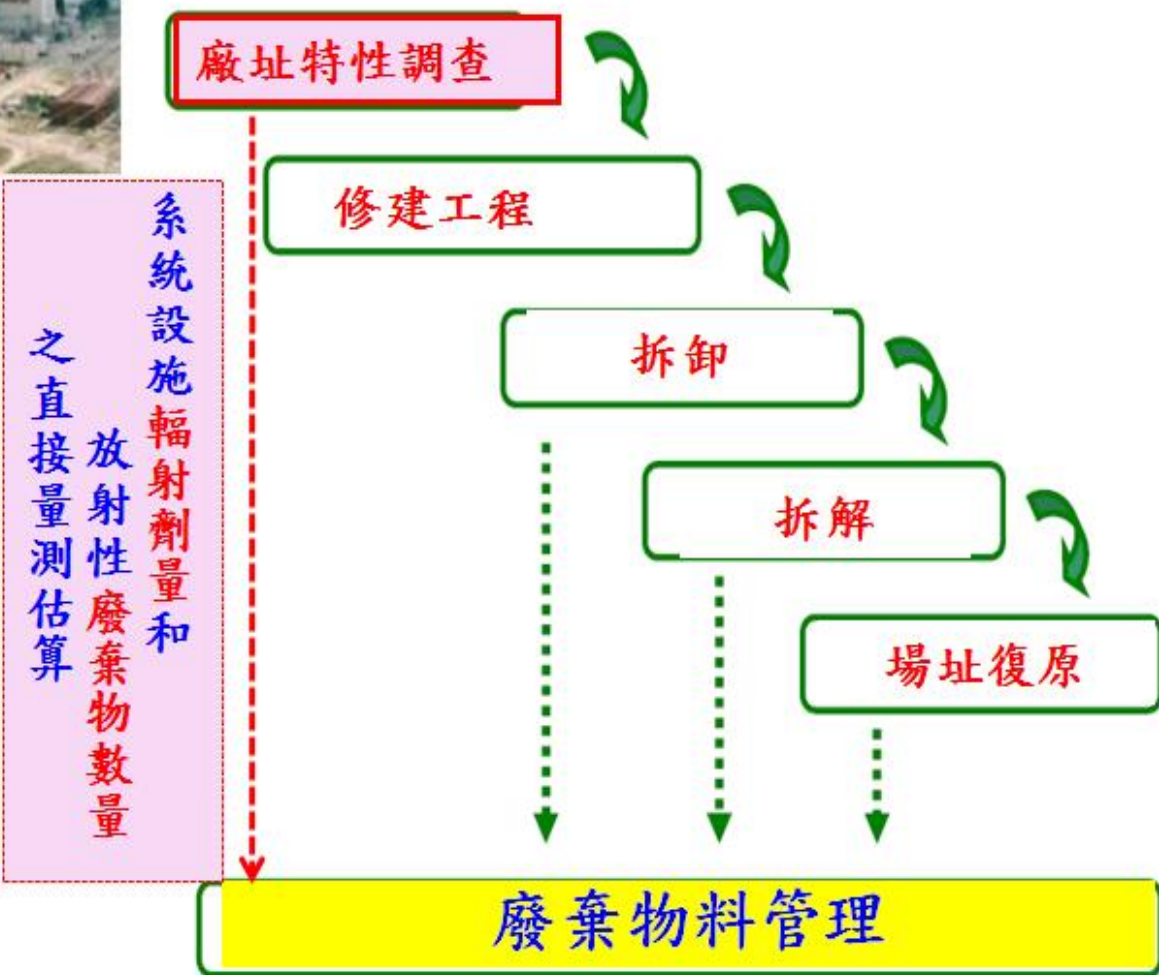 廠址特性調查
修建工程
拆卸
拆解
場址復原
系統設施輻射劑量和
放射性廢棄物數量
之直接量測估算
廢棄物料管理